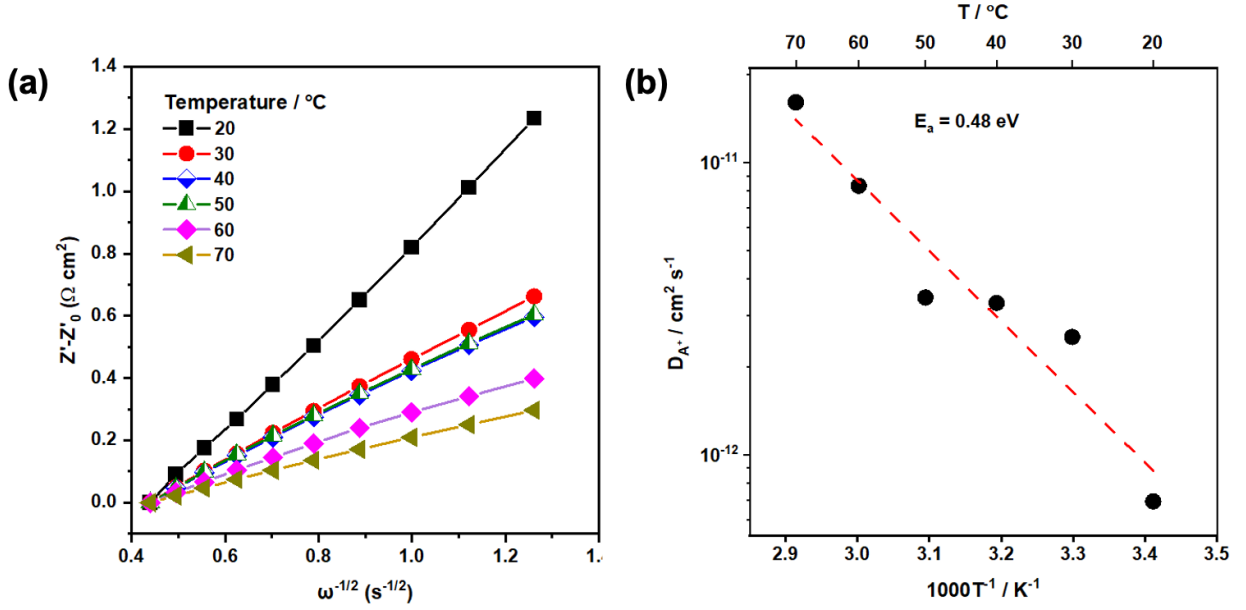 (a)
1.4
1.2
1.0
0.8
0.6
0.4
0.2
0.0
Z'-Z'₀ (Ω cm²)
Temperature / °C
20
30
40
50
60
70
0.4 0.6 0.8 1.0 1.2 1.
ω⁻¹/² (s⁻¹/²)
(b)
T / °C
70 60 50 40 30 20
Eₐ = 0.48 eV
10⁻¹¹
10⁻¹²
D_A⁺ / cm² s⁻¹
2.9 3.0 3.1 3.2 3.3 3.4 3.5
1000T⁻¹ / K⁻¹